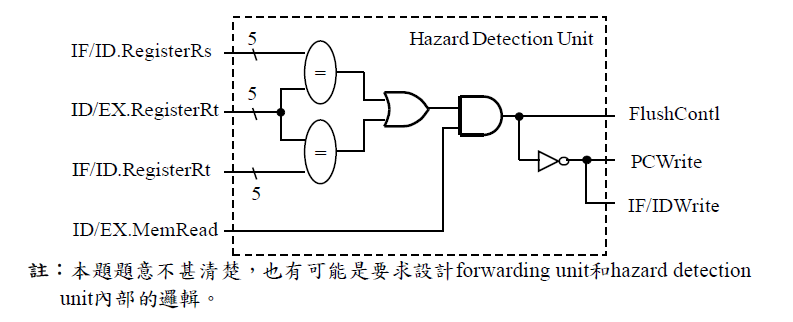 5
Hazard Detection Unit
IF/ID.RegisterRs
=
5
ID/EX.RegisterRt
FlushContl
=
PCWrite
IF/ID.RegisterRt
5
IF/IDWrite
ID/EX.MemRead
註：本題題意不甚清楚，也有可能是要求設計forwarding unit和hazard detection
unit內部的邏輯。